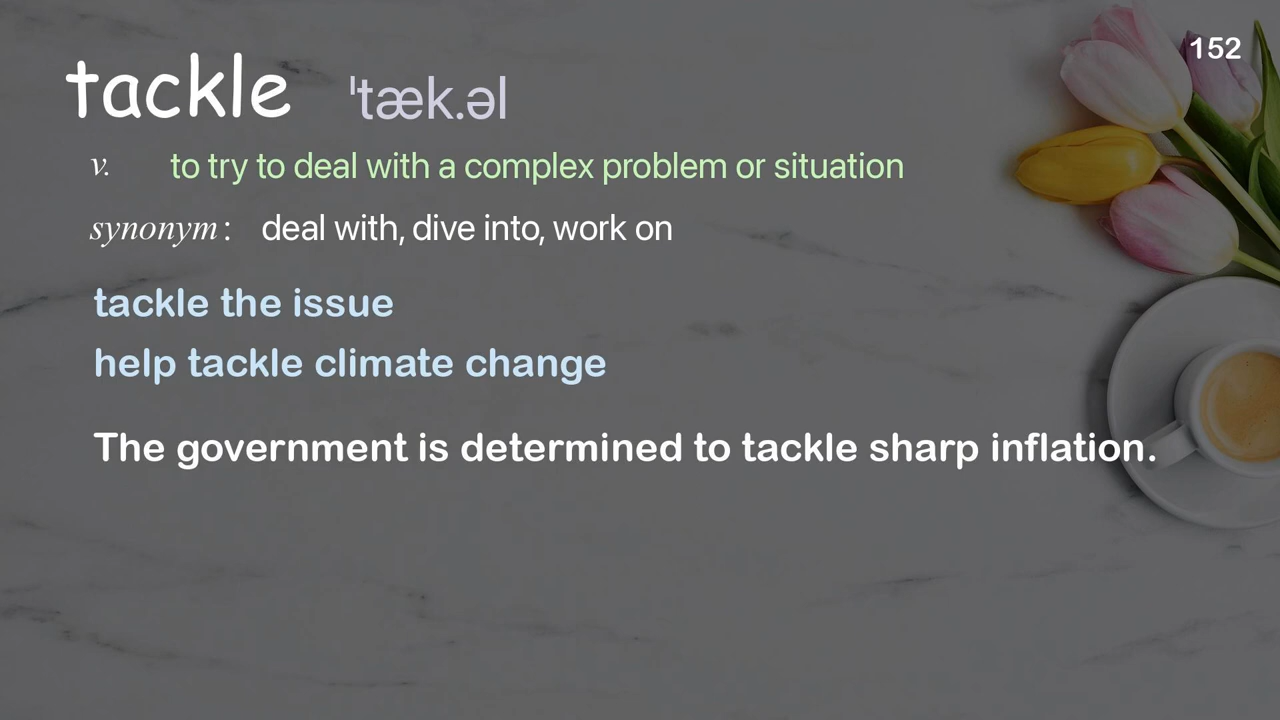 152
tackle ˈtæk.əl
v. to try to deal with a complex problem or situation
synonym: deal with, dive into, work on
tackle the issue
help tackle climate change
The government is determined to tackle sharp inflation.